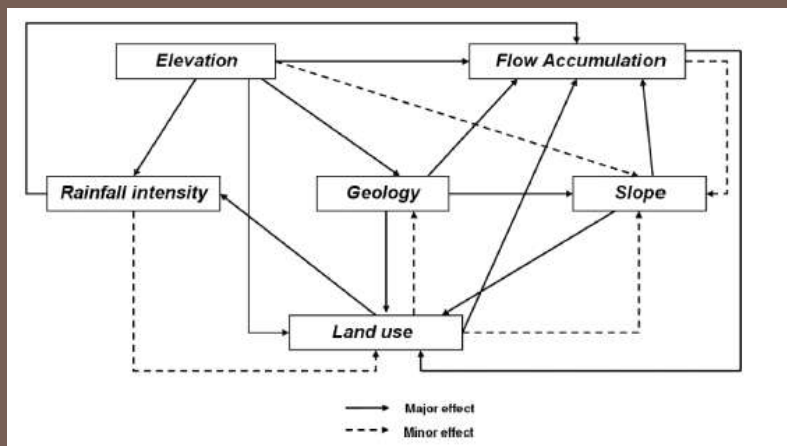 Elevation
Flow Accumulation
Rainfall intensity
Geology
Slope
Land use
Major effect
Minor effect